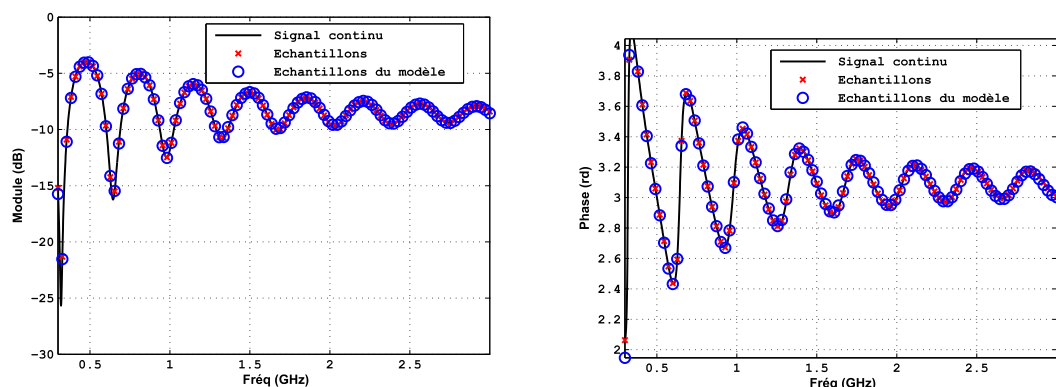 0
−5
−10
−15
−20
−25
−30
Module (dB)
0.5
1
1.5
2
2.5
Fréq (GHz)
Signal continu
Echantillons
Echantillons du modèle
4
3.8
3.6
3.4
3.2
3
2.8
2.6
2.4
2.2
2
Phase (rd)
0.5
1
1.5
2
2.5
Fréq (GHz)
Signal continu
Echantillons
Echantillons du modèle